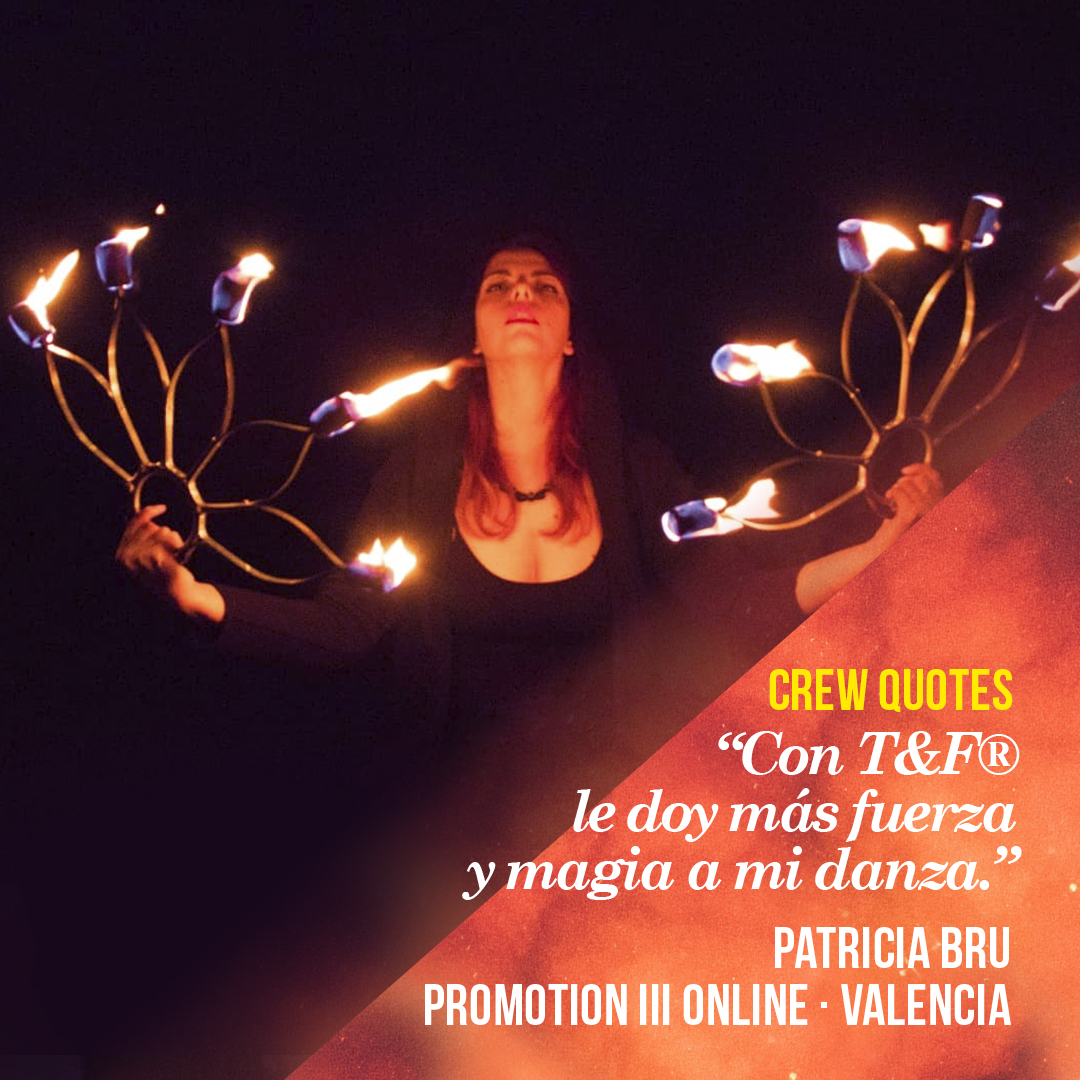 CREW QUOTES
“Con T&F®
le doy más fuerza
y magia a mi danza.”
PATRICIA BRU
PROMOTION III ONLINE · VALENCIA